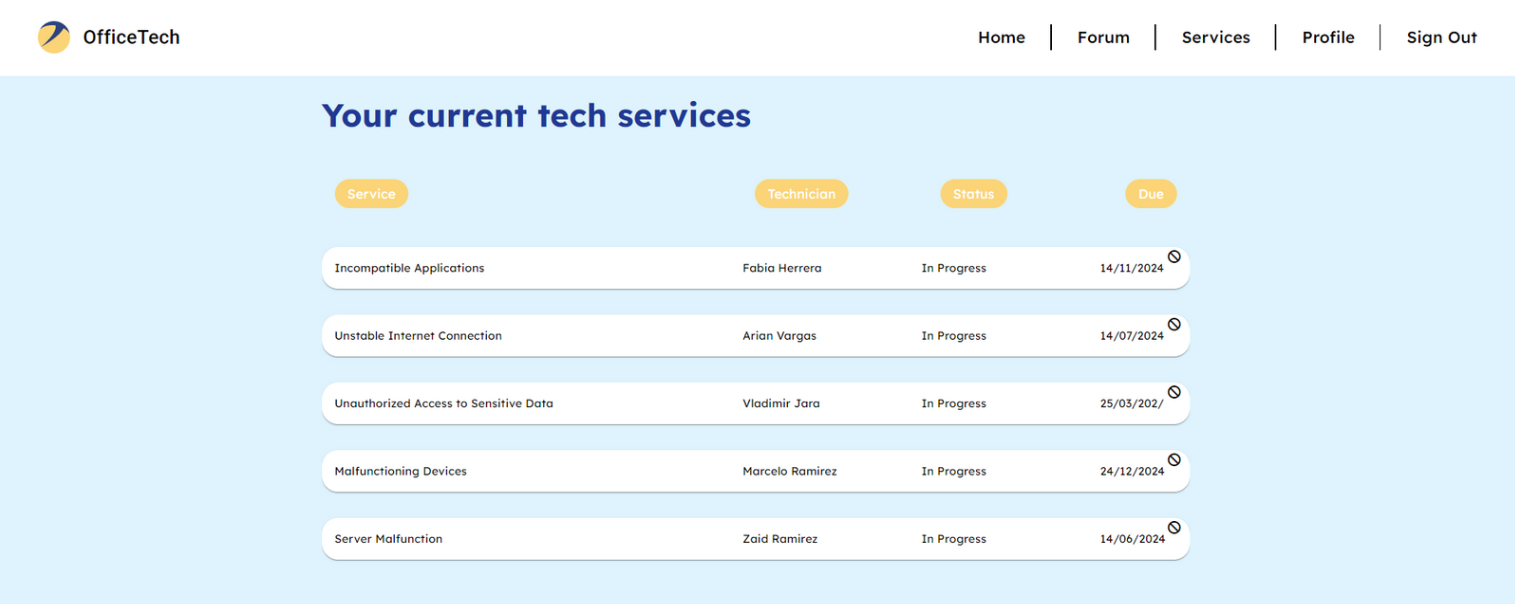 OfficeTech
Home Forum Services Profile Sign Out
Your current tech services
Service Technician Status Due
Incompatible Applications Fabia Herrera In Progress 14/11/2024
Unstable Internet Connection Arian Vargas In Progress 14/07/2024
Unauthorized Access to Sensitive Data Vladimir Jara In Progress 25/03/202/
Malfunctioning Devices Marcelo Ramirez In Progress 24/12/2024
Server Malfunction Zaid Ramirez In Progress 14/06/2024